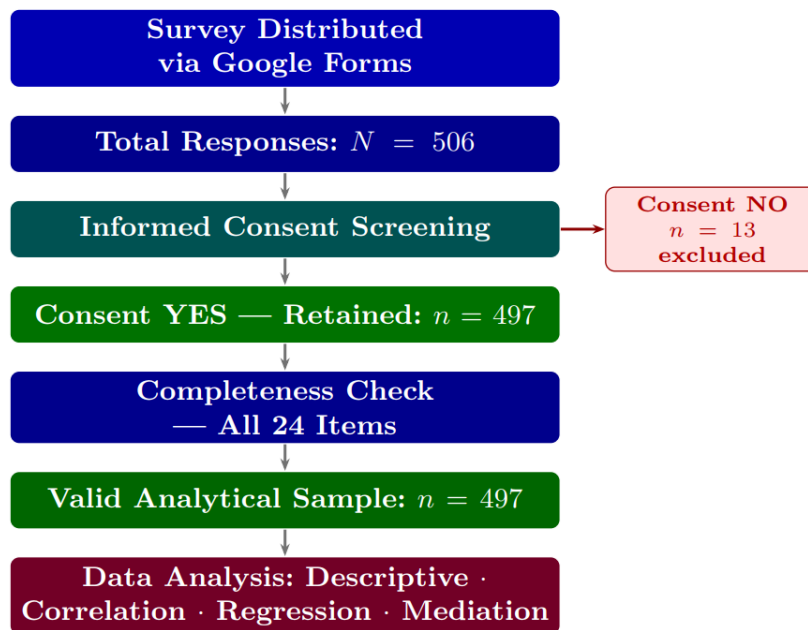 Survey Distributed
via Google Forms
Total Responses: N = 506
Informed Consent Screening
Consent NO
n = 13
excluded
Consent YES — Retained: n = 497
Completeness Check
— All 24 Items
Valid Analytical Sample: n = 497
Data Analysis: Descriptive ·
Correlation · Regression · Mediation